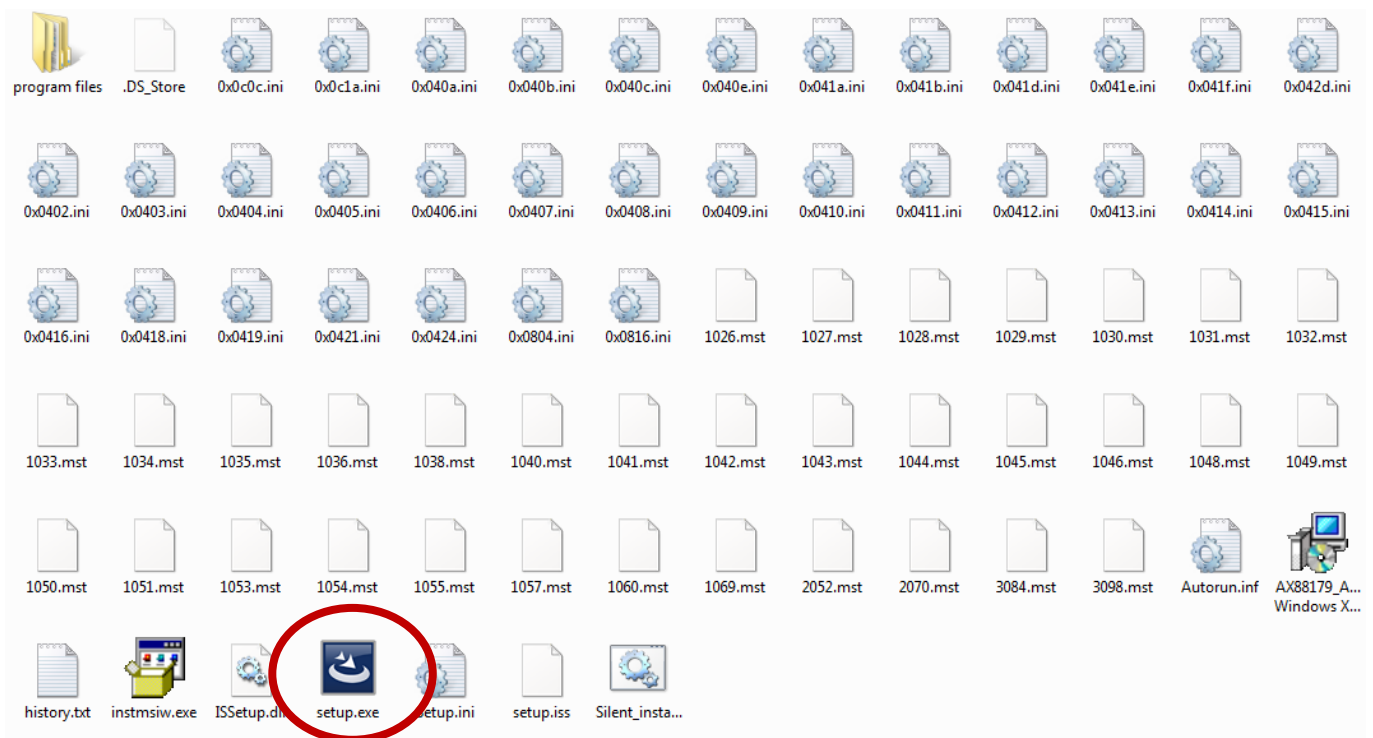 program files .DS_Store 0x0c0c.ini 0x0c1a.ini 0x040a.ini 0x040b.ini 0x040c.ini 0x040e.ini 0x041a.ini 0x041b.ini 0x041d.ini 0x041e.ini 0x041f.ini 0x042d.ini
0x0402.ini 0x0403.ini 0x0404.ini 0x0405.ini 0x0406.ini 0x0407.ini 0x0408.ini 0x0409.ini 0x0410.ini 0x0411.ini 0x0412.ini 0x0413.ini 0x0414.ini 0x0415.ini
0x0416.ini 0x0418.ini 0x0419.ini 0x0421.ini 0x0424.ini 0x0804.ini 0x0816.ini 1026.mst 1027.mst 1028.mst 1029.mst 1030.mst 1031.mst 1032.mst
1033.mst 1034.mst 1035.mst 1036.mst 1038.mst 1040.mst 1041.mst 1042.mst 1043.mst 1044.mst 1045.mst 1046.mst 1048.mst 1049.mst
1050.mst 1051.mst 1053.mst 1054.mst 1055.mst 1057.mst 1060.mst 1069.mst 2052.mst 2070.mst 3084.mst 3098.mst Autorun.inf AX88179_A...
Windows X...
history.txt instmsiw.exe ISSetup.dll setup.exe setup.ini setup.iss Silent_insta...